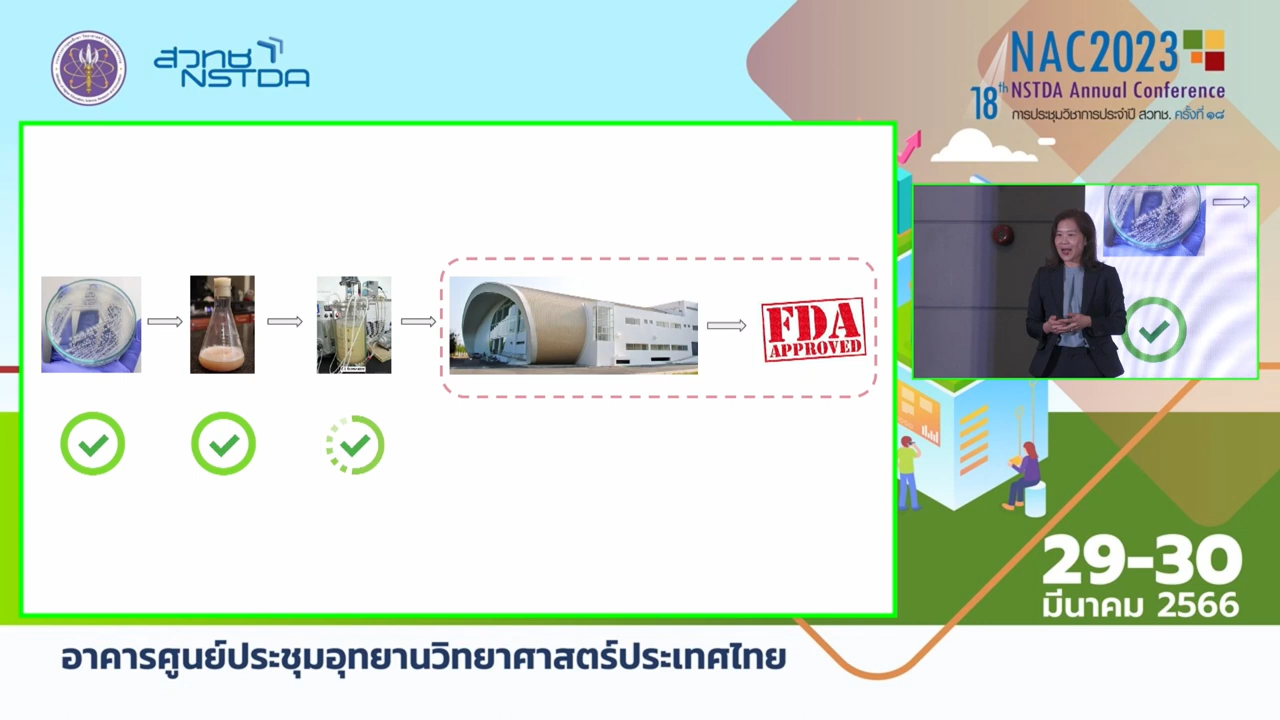 สวทช
NSTDA
NAC2023
18th NSTDA Annual Conference
การประชุมวิชาการประจำปี สวทช. ครั้งที่ ๑๘
FDA
APPROVED
29-30
มีนาคม 2566
อาคารศูนย์ประชุมอุทยานวิทยาศาสตร์ประเทศไทย